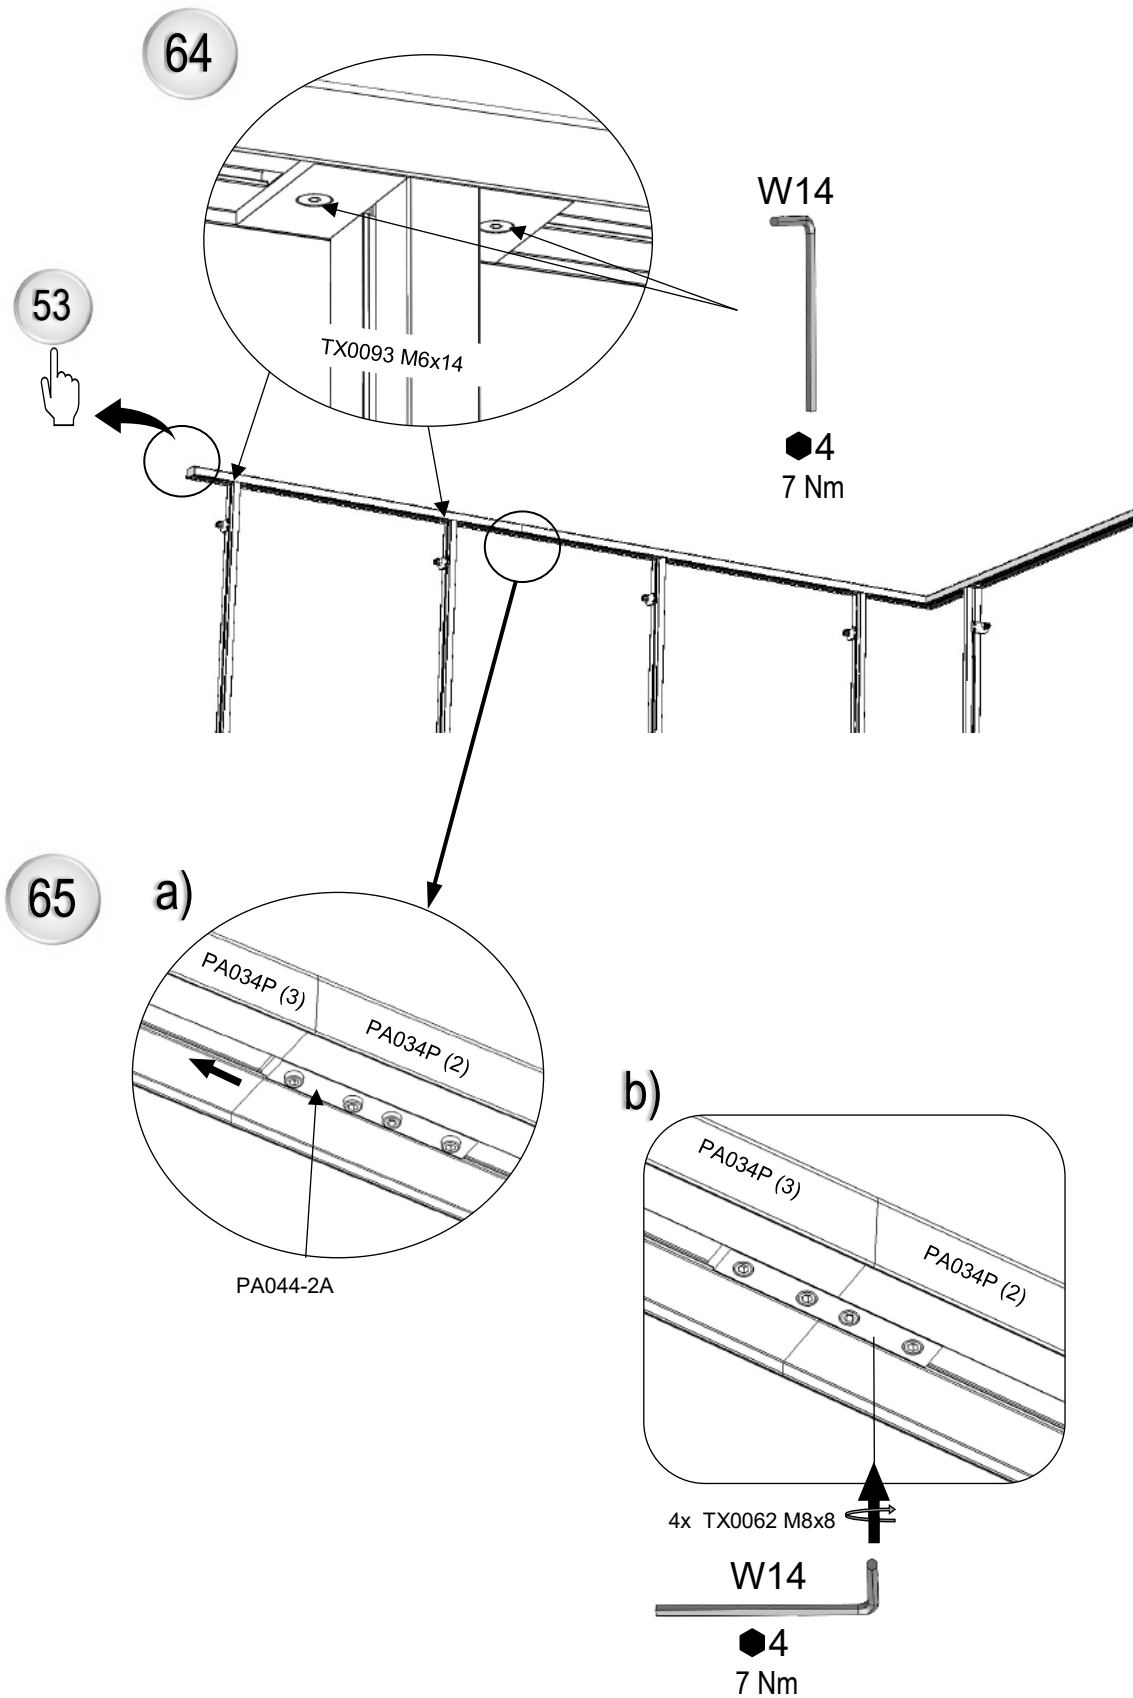 64
W14
53
TX0093 M6x14
4
7 Nm
65
a)
PA034P (3)
PA034P (2)
PA044-2A
b)
PA034P (3)
PA034P (2)
4x TX0062 M8x8
W14
4
7 Nm